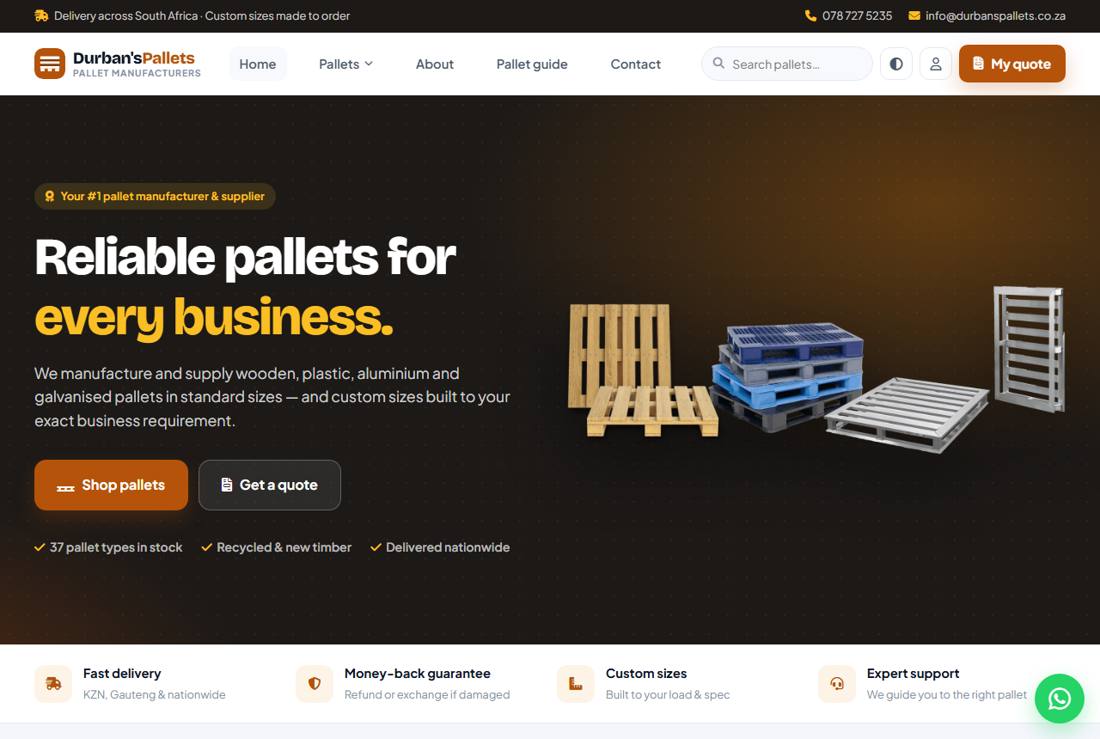 Delivery across South Africa · Custom sizes made to order
078 727 5235
info@durbanspallets.co.za
Durban'sPallets
PALLET MANUFACTURERS
Home
Pallets
About
Pallet guide
Contact
Search pallets...
My quote
Your #1 pallet manufacturer & supplier
Reliable pallets for
every business.
We manufacture and supply wooden, plastic, aluminium and
galvanised pallets in standard sizes — and custom sizes built to your
exact business requirement.
Shop pallets
Get a quote
37 pallet types in stock
Recycled & new timber
Delivered nationwide
Fast delivery
KZN, Gauteng & nationwide
Money-back guarantee
Refund or exchange if damaged
Custom sizes
Built to your load & spec
Expert support
We guide you to the right pallet